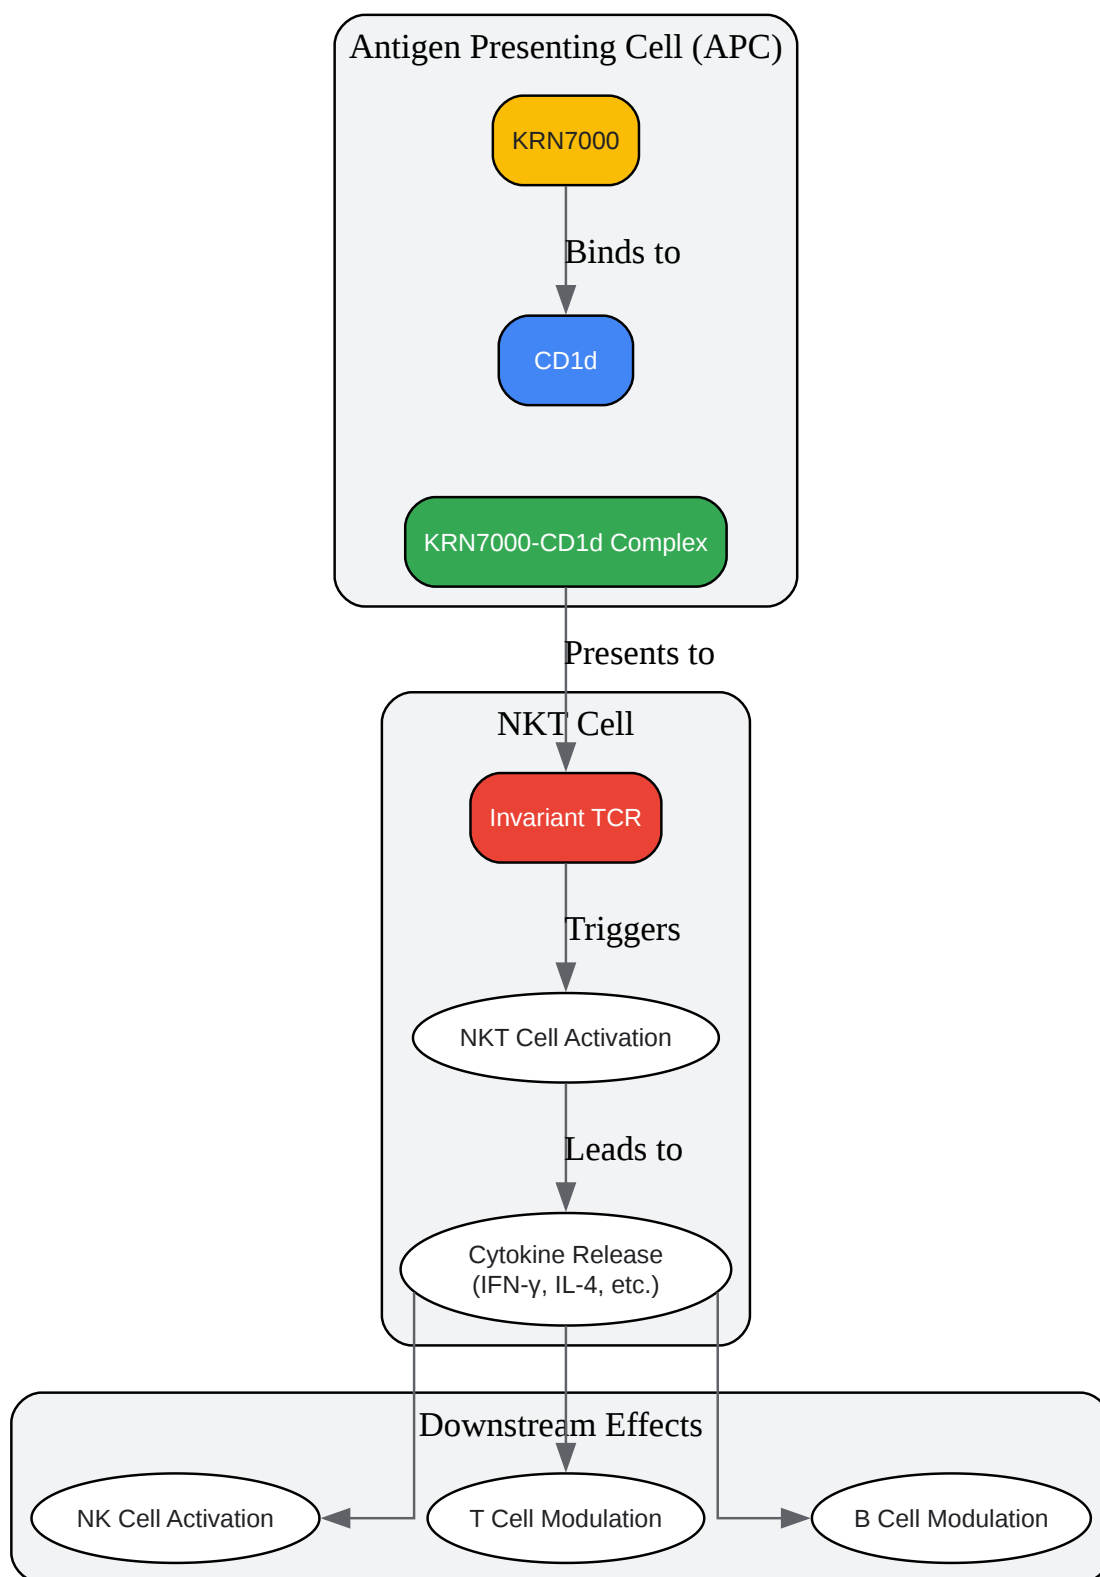 Antigen Presenting Cell (APC)
KRN7000
Binds to
CD1d
KRN7000-CD1d Complex
Presents to
NKT Cell
Invariant TCR
Triggers
NKT Cell Activation
Leads to
Cytokine Release
(IFN-γ, IL-4, etc.)
Downstream Effects
NK Cell Activation
T Cell Modulation
B Cell Modulation